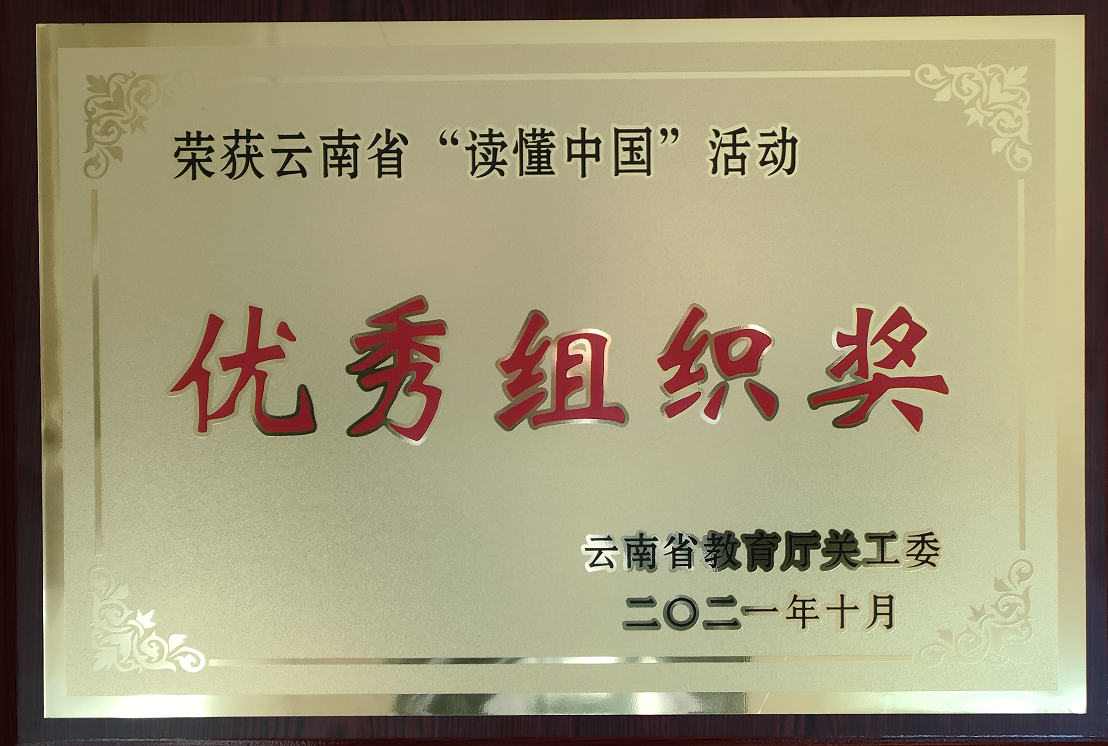 荣获云南省“读懂中国”活动
优秀组织奖
云南省教育厅关工委
二〇二一年十月